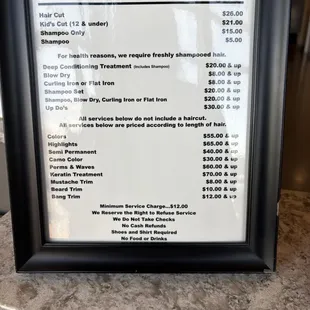 Hair Cut $26.00
Kid's Cut (12 & under) $21.00
Shampoo Only $15.00
Shampoo $5.00
For health reasons, we require freshly shampooed hair.
Deep Conditioning Treatment (Includes Shampoo) $20.00 & up
Blow Dry $8.00 & up
Curling Iron or Flat Iron $8.00 & up
Shampoo Set $20.00 & up
Shampoo, Blow Dry, Curling Iron or Flat Iron $20.00 & up
Up Do's $30.00 & up
All services below do not include a haircut.
All services below are priced according to length of hair.
Colors $55.00 & up
Highlights $65.00 & up
Semi Permanent $40.00 & up
Camo Color $30.00 & up
Perms & Waves $60.00 & up
Keratin Treatment $70.00 & up
Mustache Trim $8.00 & up
Beard Trim $10.00 & up
Bang Trim $12.00 & up
Minimum Service Charge...$12.00
We Reserve the Right to Refuse Service
We Do Not Take Checks
No Cash Refunds
Shoes and Shirt Required
No Food or Drinks